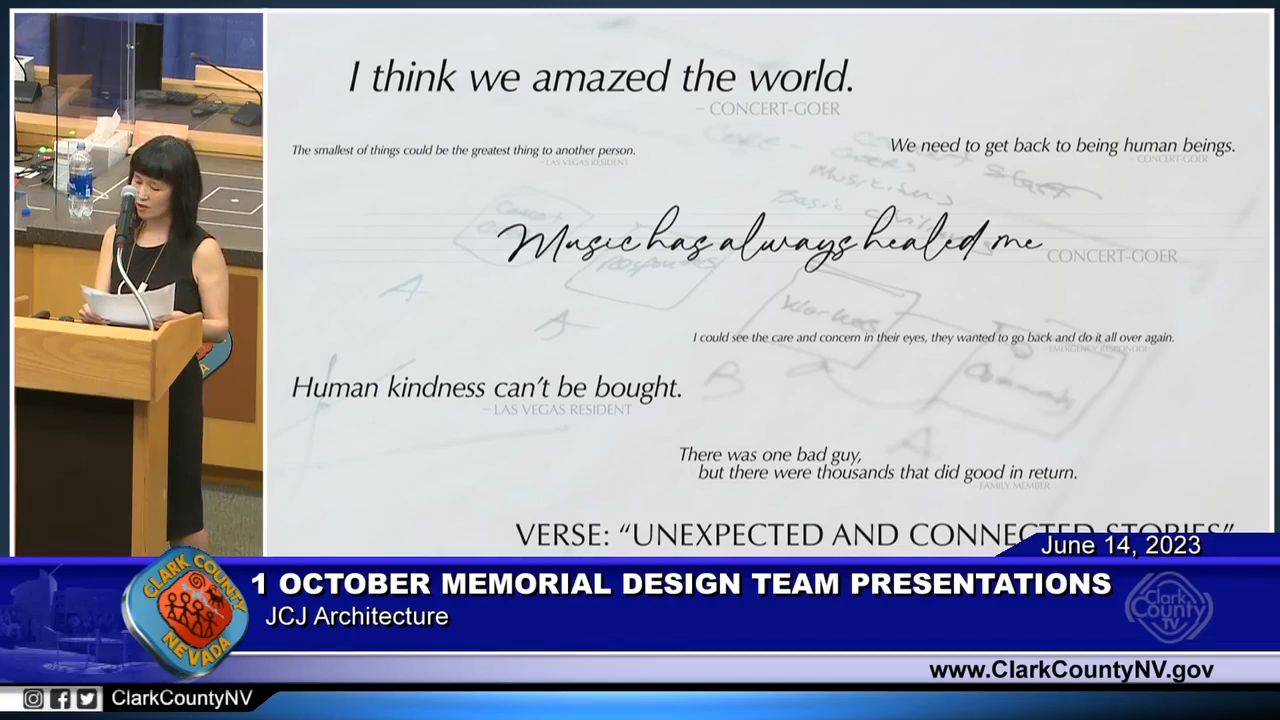 I think we amazed the world.
– CONCERT-GOER
The smallest of things could be the greatest thing to another person.
- LAS VEGAS RESIDENT
We need to get back to being human beings.
- CONCERT-GOER
Music has always healed me
CONCERT-GOER
I could see the care and concern in their eyes, they wanted to go back and do it all over again.
EMERGENCY RESPONDER
Human kindness can't be bought.
– LAS VEGAS RESIDENT
There was one bad guy,
but there were thousands that did good in return.
- FAMILY MEMBER
VERSE: “UNEXPECTED AND CONNECTED STORIES”
Workers
Community
A
A
B
A
June 14, 2023
1 OCTOBER MEMORIAL DESIGN TEAM PRESENTATIONS
JCJ Architecture
CLARK COUNTY
NEVADA
Clark
County
TV
www.ClarkCountyNV.gov
ClarkCountyNV